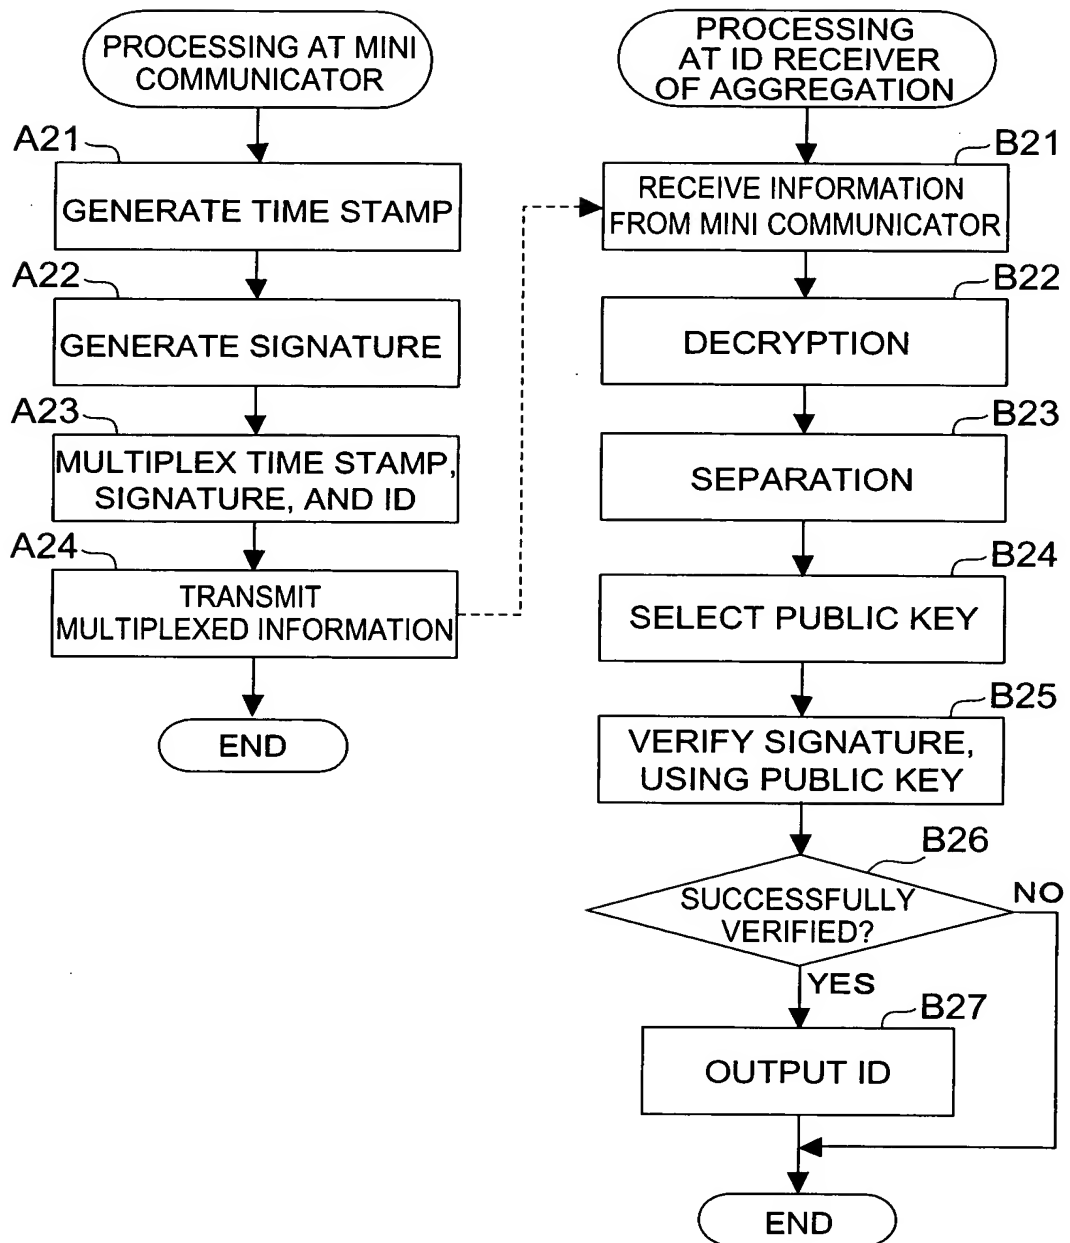 PROCESSING AT MINI
COMMUNICATOR
A21
GENERATE TIME STAMP
A22
GENERATE SIGNATURE
A23
MULTIPLEX TIME STAMP,
SIGNATURE, AND ID
A24
TRANSMIT
MULTIPLEXED INFORMATION
END
PROCESSING
AT ID RECEIVER
OF AGGREGATION
B21
RECEIVE INFORMATION
FROM MINI COMMUNICATOR
B22
DECRYPTION
B23
SEPARATION
B24
SELECT PUBLIC KEY
B25
VERIFY SIGNATURE,
USING PUBLIC KEY
B26
SUCCESSFULLY
VERIFIED?
NO
YES
B27
OUTPUT ID
END